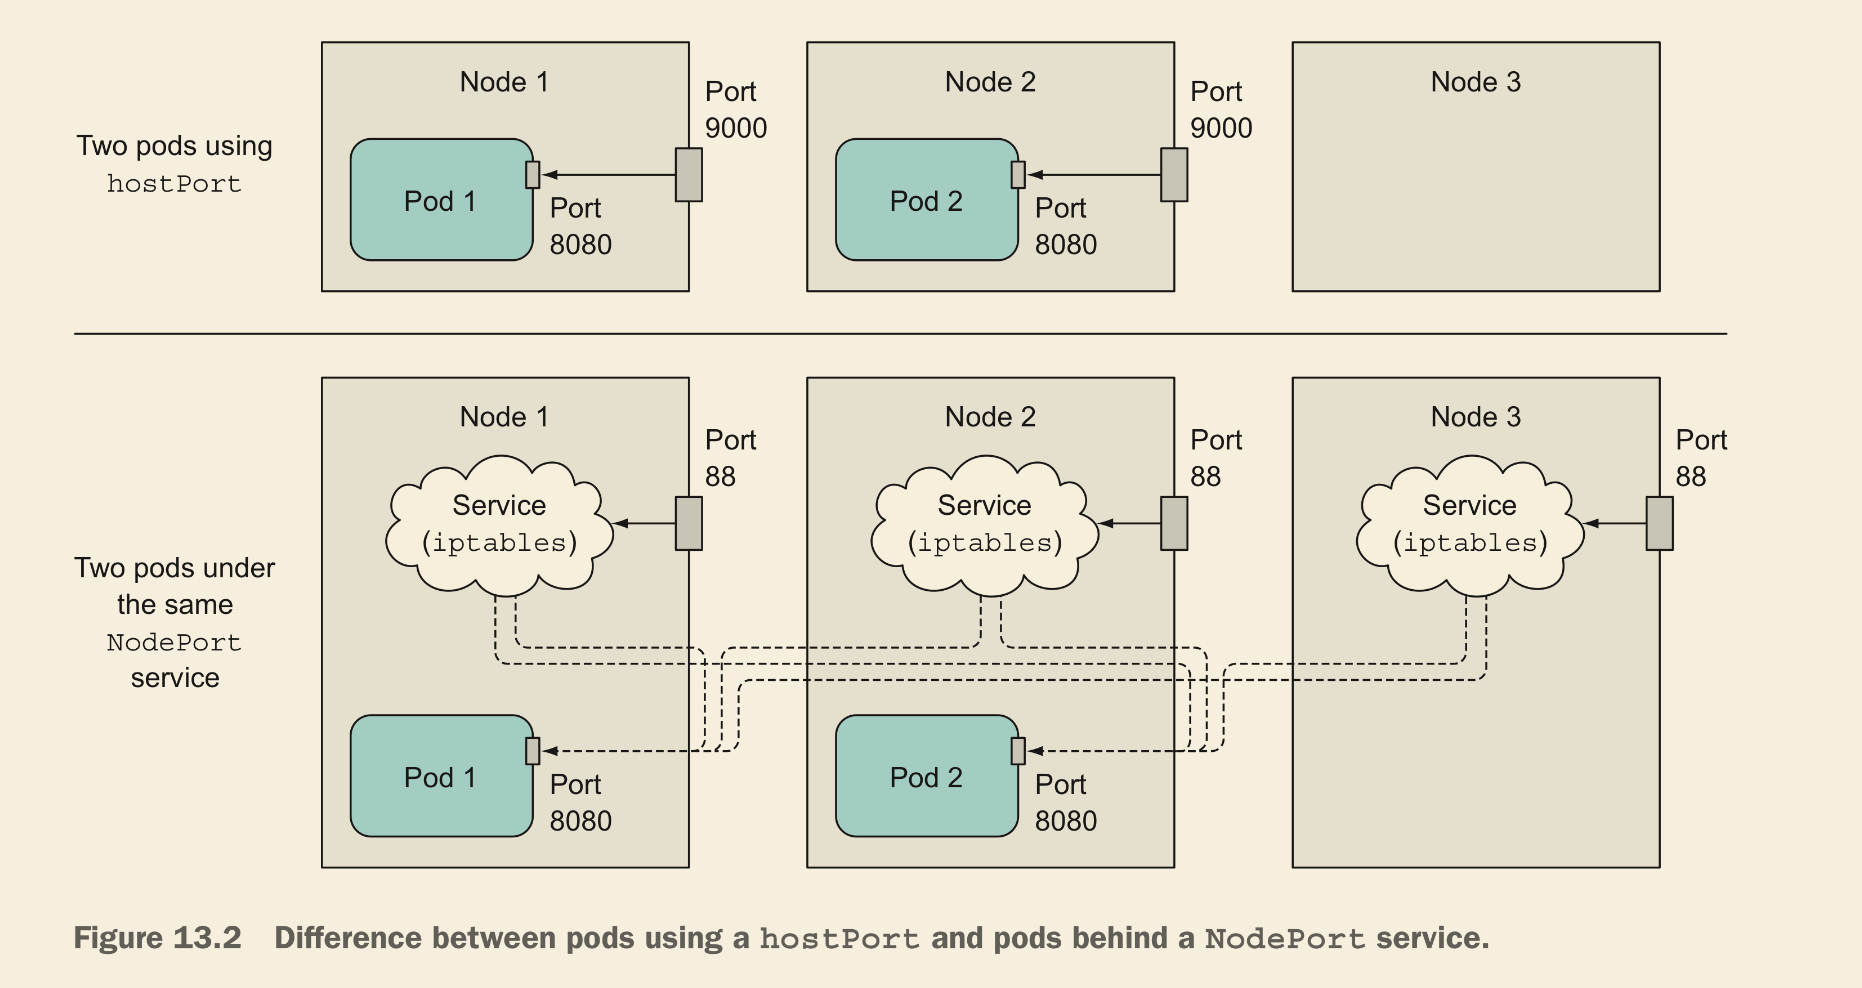 Two pods using
hostPort
Node 1
Port
9000
Pod 1
Port
8080
Node 2
Port
9000
Pod 2
Port
8080
Node 3
Two pods under
the same
NodePort
service
Node 1
Port
88
Service
(iptables)
Pod 1
Port
8080
Node 2
Port
88
Service
(iptables)
Pod 2
Port
8080
Node 3
Port
88
Service
(iptables)
Figure 13.2 Difference between pods using a hostPort and pods behind a NodePort service.